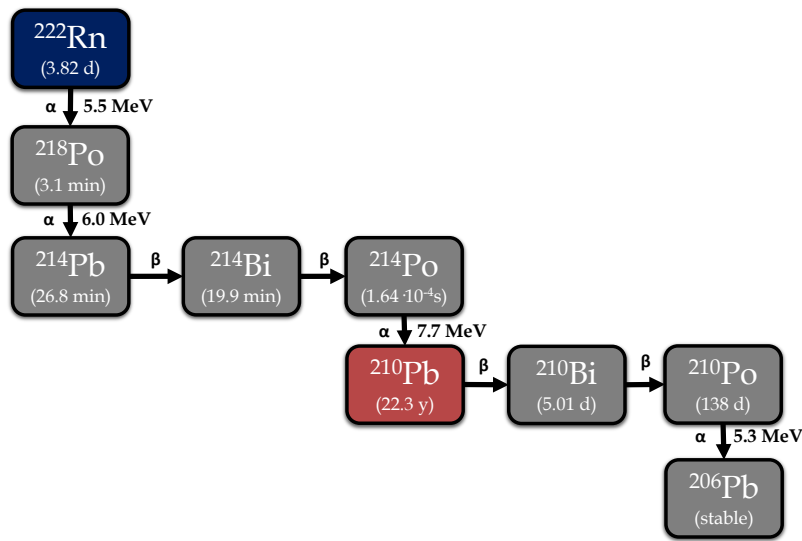 ²²²Rn
(3.82 d)
α 5.5 MeV
²¹⁸Po
(3.1 min)
α 6.0 MeV
²¹⁴Pb
(26.8 min)
β
²¹⁴Bi
(19.9 min)
β
²¹⁴Po
(1.64 ·10⁻⁴s)
α 7.7 MeV
²¹⁰Pb
(22.3 y)
β
²¹⁰Bi
(5.01 d)
β
²¹⁰Po
(138 d)
α 5.3 MeV
²⁰⁶Pb
(stable)